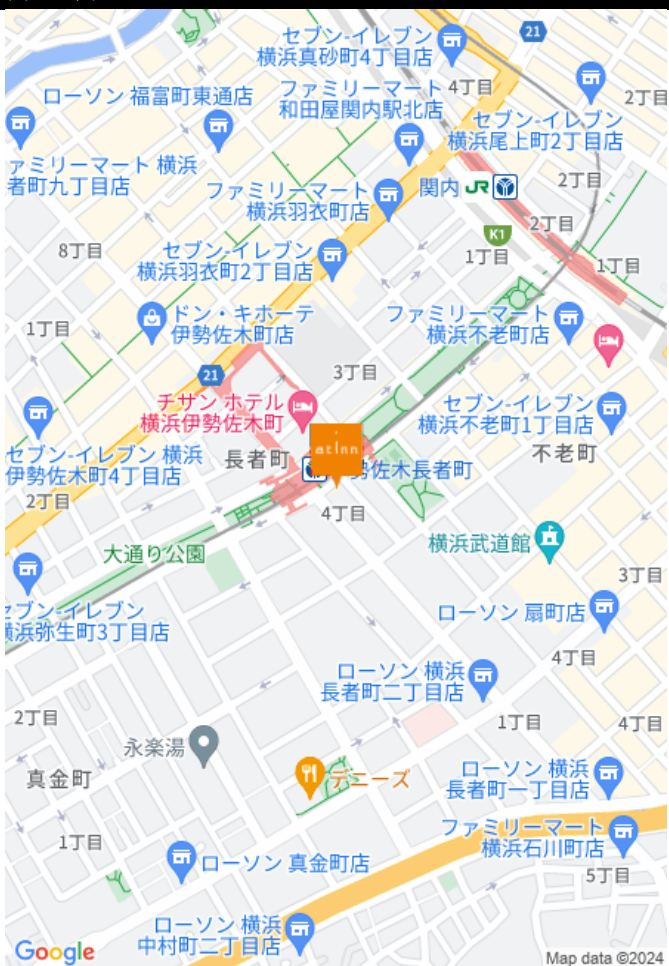 セブン-イレブン
横浜真砂町4丁目店
21
ローソン 福富町東通店
ファミリーマート
和田屋関内駅北店
4丁目
2丁目
セブン-イレブン
横浜尾上町2丁目店
ァミリーマート 横浜
者町九丁目店
ファミリーマート
横浜羽衣町店
関内 JR
2丁目
2丁目
8丁目
セブン-イレブン
横浜羽衣町2丁目店
K1
1丁目
1丁目
1丁目
ドン・キホーテ
伊勢佐木町店
ファミリーマート
横浜不老町店
21
3丁目
チサン ホテル
横浜伊勢佐木町
セブン-イレブン
横浜不老町1丁目店
at inn
セブン-イレブン 横浜
伊勢佐木町4丁目店
長者町
勢佐木長者町
不老町
2丁目
4丁目
大通り公園
横浜武道館
3丁目
セブン-イレブン
横浜弥生町3丁目店
ローソン 扇町店
4丁目
ローソン 横浜
長者町二丁目店
2丁目
1丁目
4丁目
永楽湯
真金町
デニーズ
ローソン 横浜
長者町一丁目店
1丁目
ファミリーマート
横浜石川町店
ローソン 真金町店
5丁目
ローソン 横浜
中村町二丁目店
Google
Map data ©2024